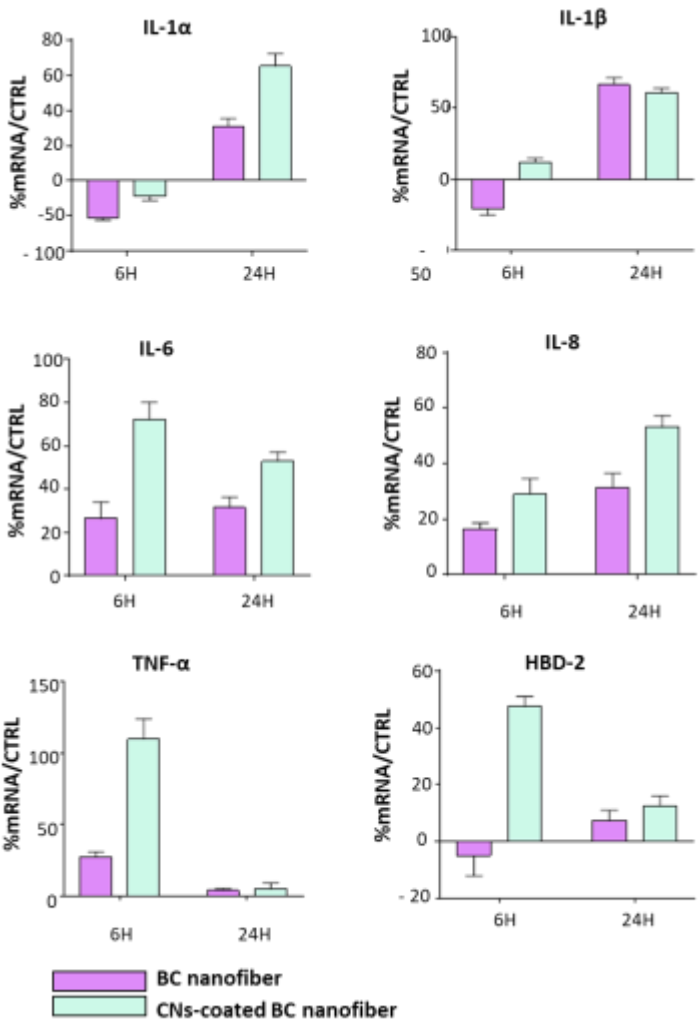 IL-1α
%mRNA/CTRL
80
60
40
20
0
-50
- 100
6H
24H
IL-1β
%mRNA/CTRL
100
50
0
-
50
6H
24H
IL-6
%mRNA/CTRL
100
80
60
40
20
0
6H
24H
IL-8
%mRNA/CTRL
80
60
40
20
0
6H
24H
TNF-α
%mRNA/CTRL
150
100
50
0
6H
24H
HBD-2
%mRNA/CTRL
60
40
20
0
- 20
6H
24H
BC nanofiber
CNs-coated BC nanofiber